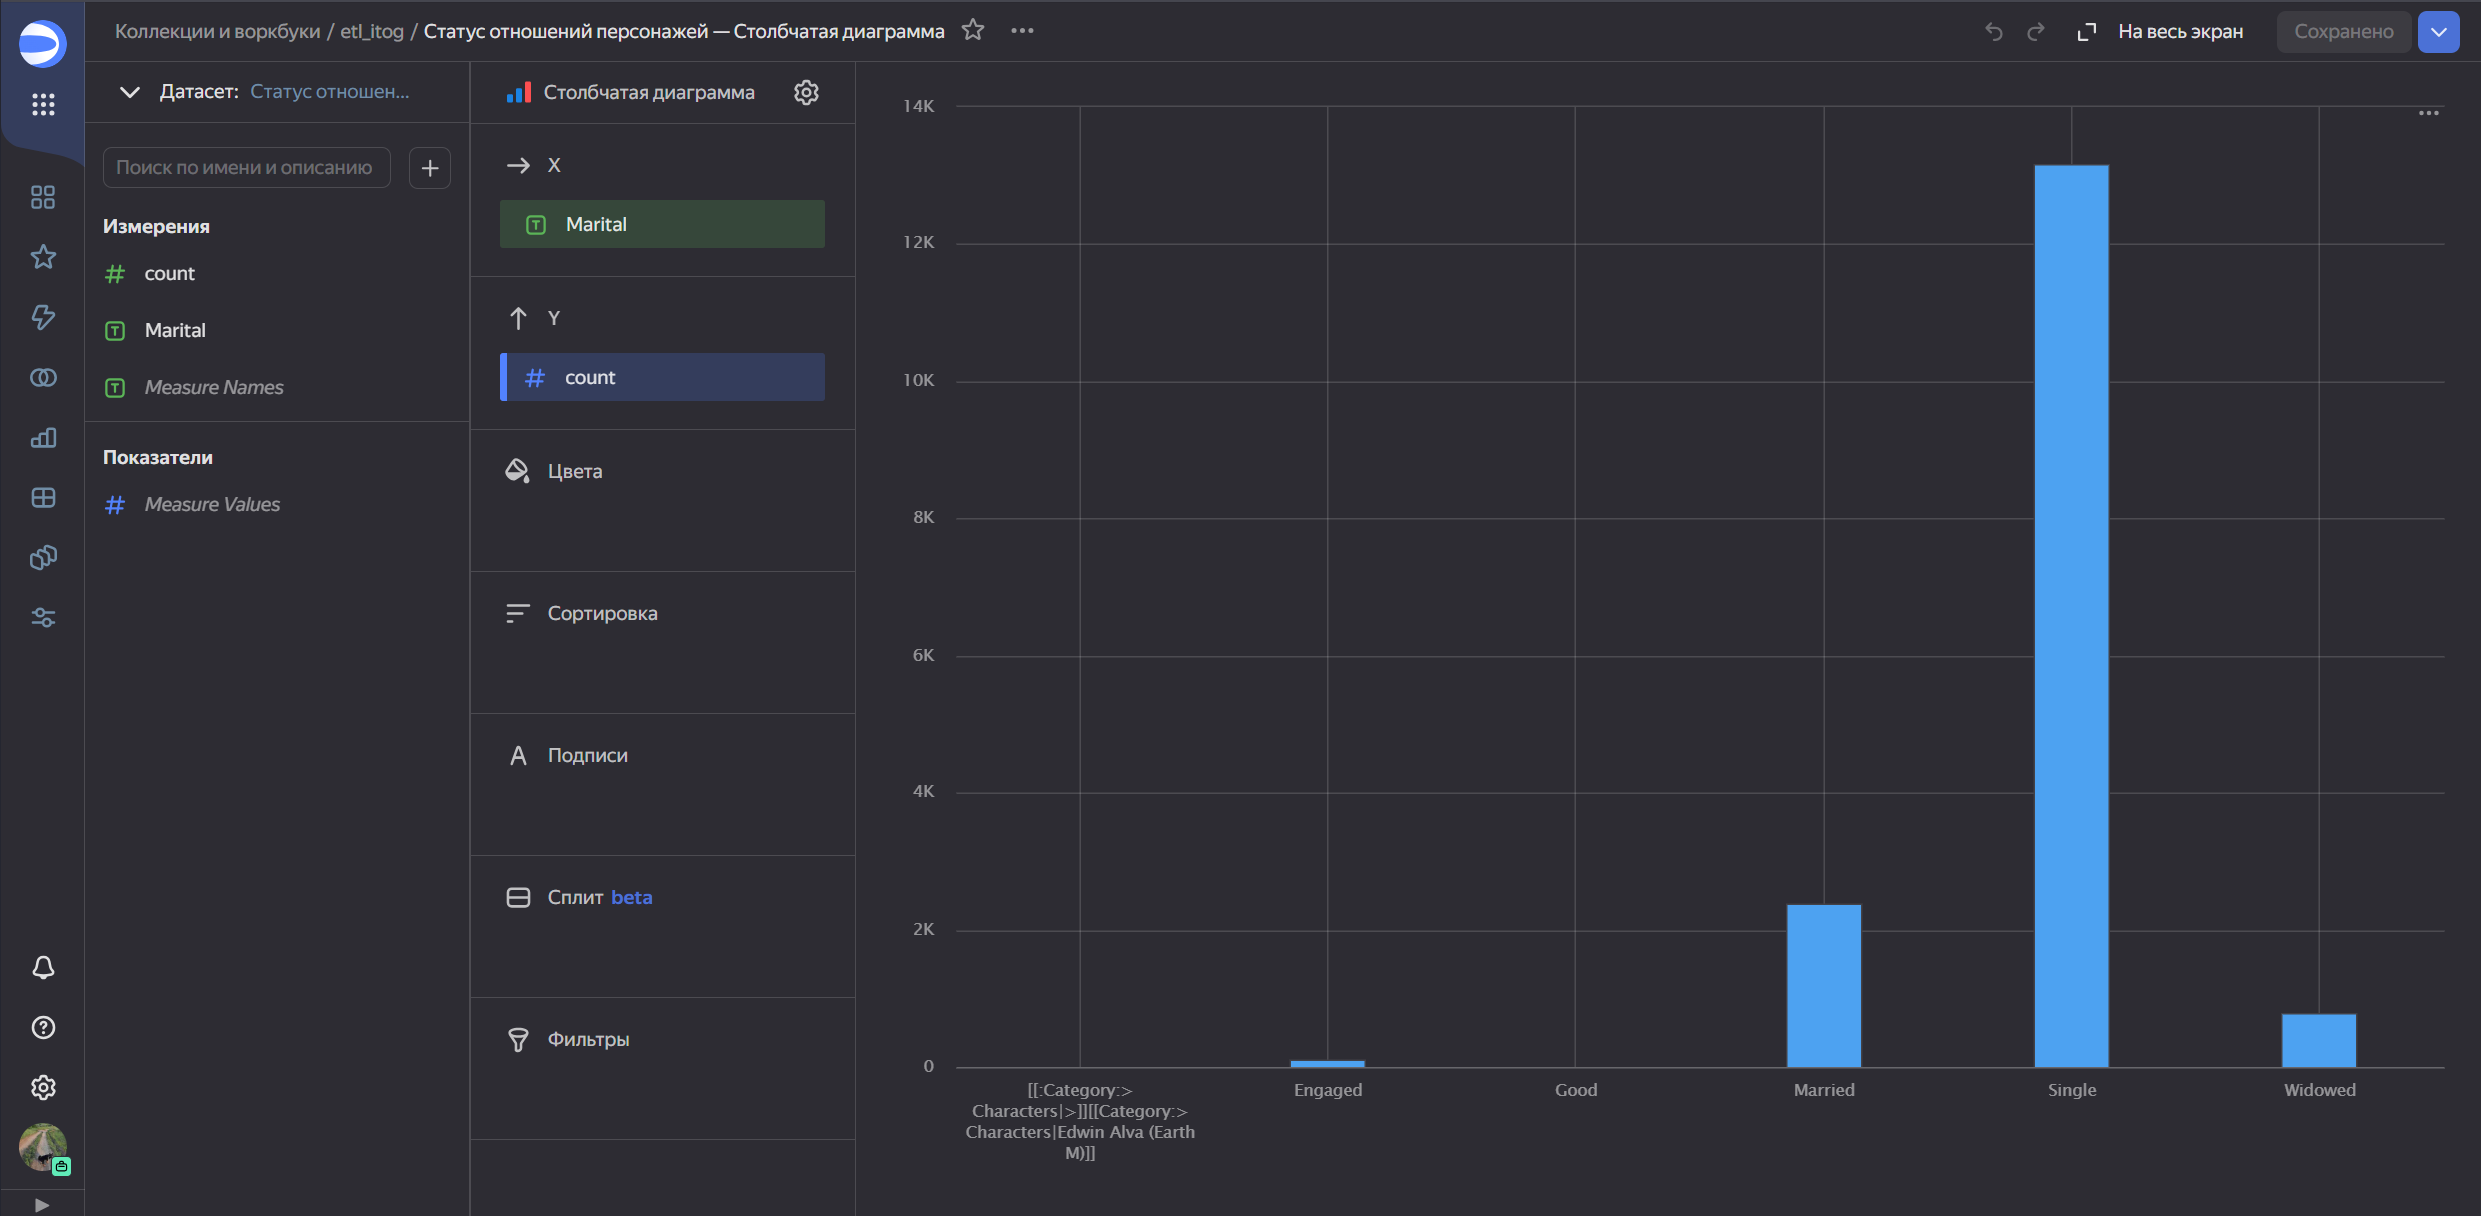 Коллекции и воркбуки / etl_itog / Статус отношений персонажей — Столбчатая диаграмма
На весь экран
Сохранено
Датасет: Статус отношен...
Поиск по имени и описанию
Измерения
count
Marital
Measure Names
Показатели
Measure Values
Столбчатая диаграмма
X
Marital
Y
count
Цвета
Сортировка
Подписи
Сплит beta
Фильтры
14K
12K
10K
8K
6K
4K
2K
0
[[:Category:>
Characters|>]][[Category:>
Characters|Edwin Alva (Earth
M)]]
Engaged
Good
Married
Single
Widowed